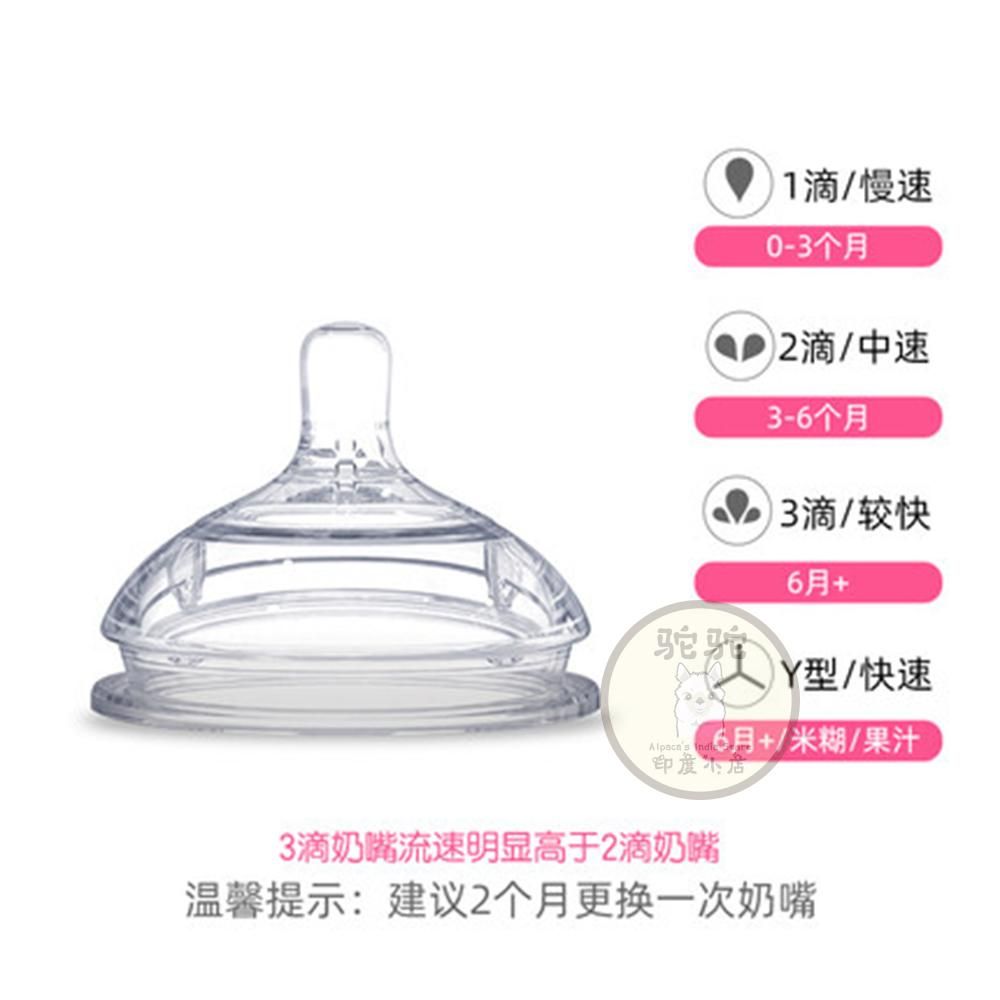 1滴/慢速
0-3个月
2滴/中速
3-6个月
3滴/较快
6月+
驼驼
Y型/快速
6月+/米糊/果汁
Alpaca's India Store
印度小店
3滴奶嘴流速明显高于2滴奶嘴
温馨提示：建议2个月更换一次奶嘴